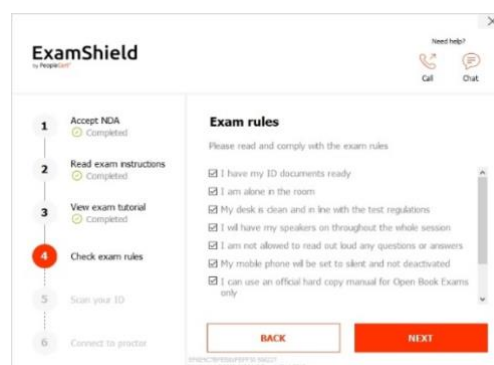 Need help?
ExamShield
by PeopleCert
Call
Chat
1
Accept NDA
Completed
2
Read exam instructions
Completed
3
View exam tutorial
Completed
4
Check exam rules
5
Scan your ID
6
Connect to proctor
Exam rules
Please read and comply with the exam rules
I have my ID documents ready
I am alone in the room
My desk is clean and in line with the test regulations
I will have my speakers on throughout the whole session
I am not allowed to read out loud any questions or answers
My mobile phone will be set to silent and not deactivated
I can use an official hard copy manual for Open Book Exams
only
BACK
NEXT